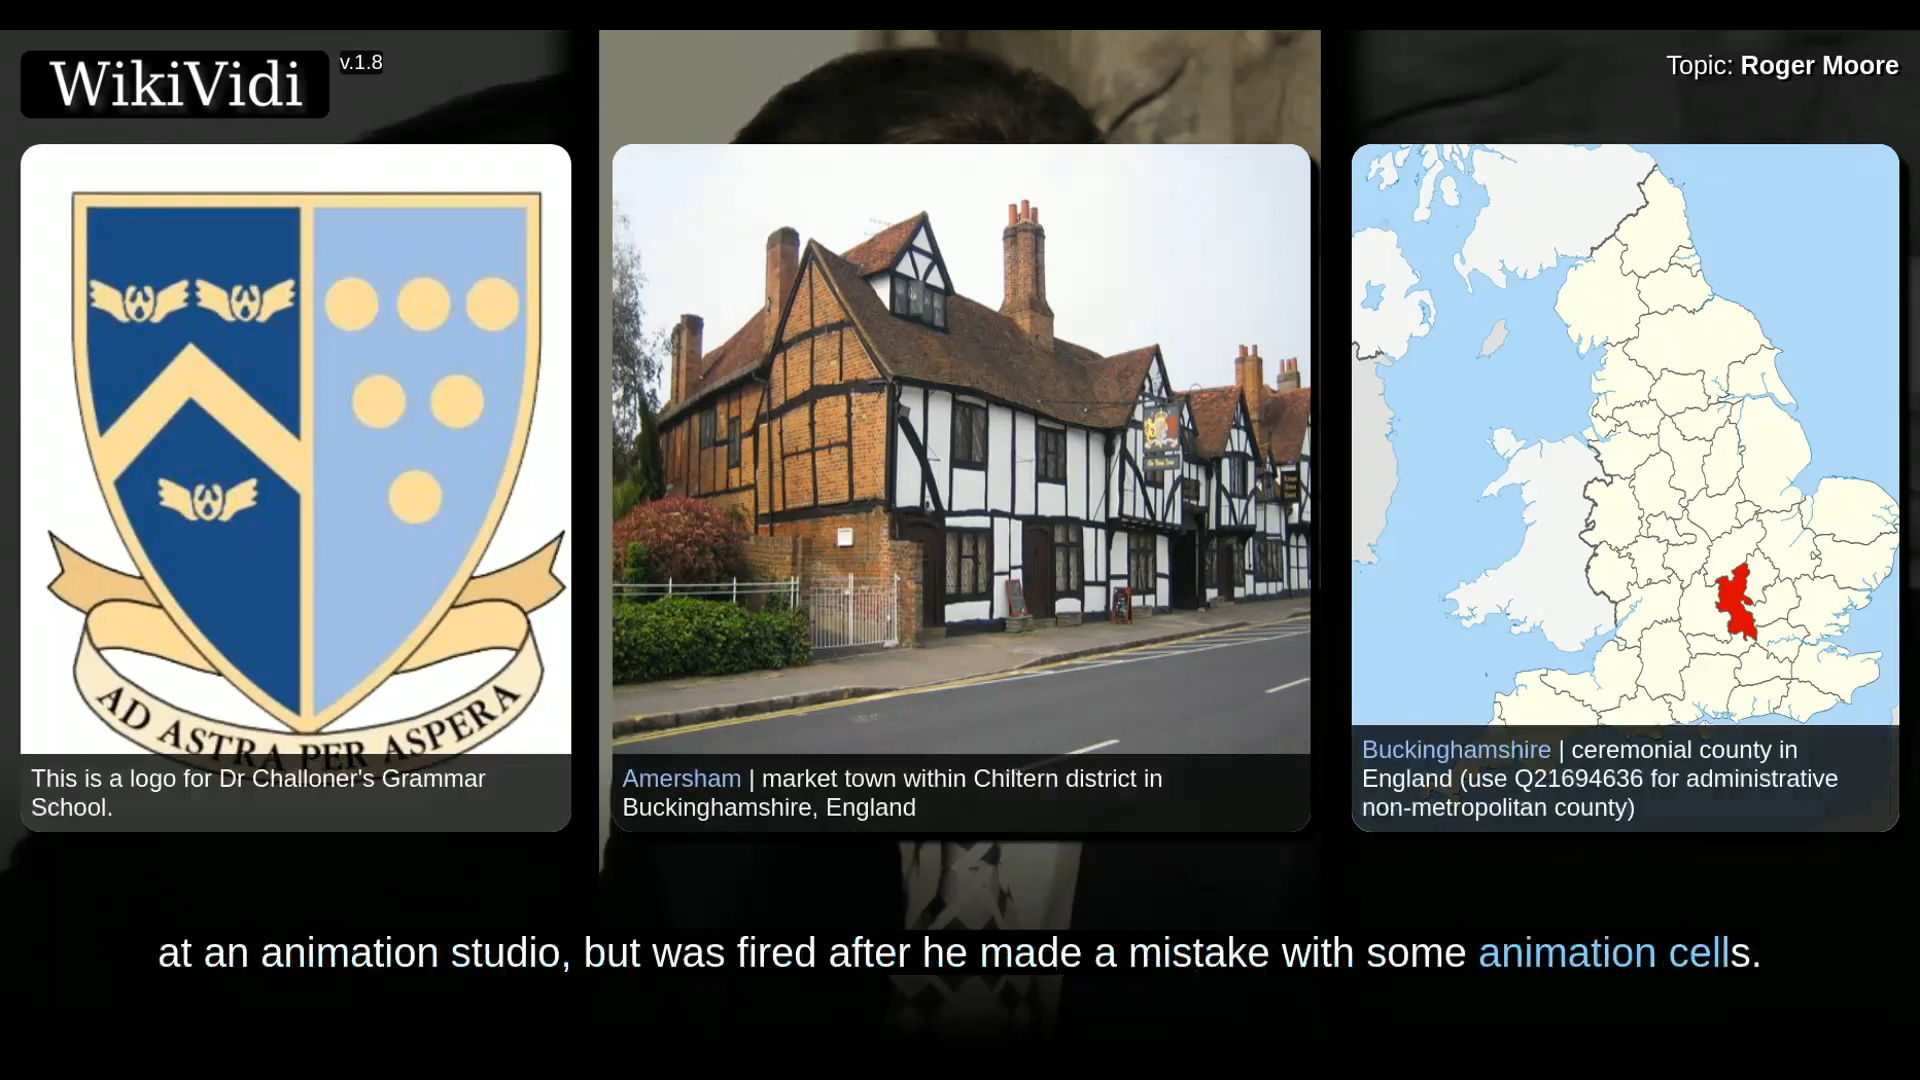 WikiVidi
v.1.8
Topic: Roger Moore
AD ASTRA PER ASPERA
This is a logo for Dr Challoner's Grammar
School.
Amersham | market town within Chiltern district in
Buckinghamshire, England
Buckinghamshire | ceremonial county in
England (use Q21694636 for administrative
non-metropolitan county)
at an animation studio, but was fired after he made a mistake with some animation cells.